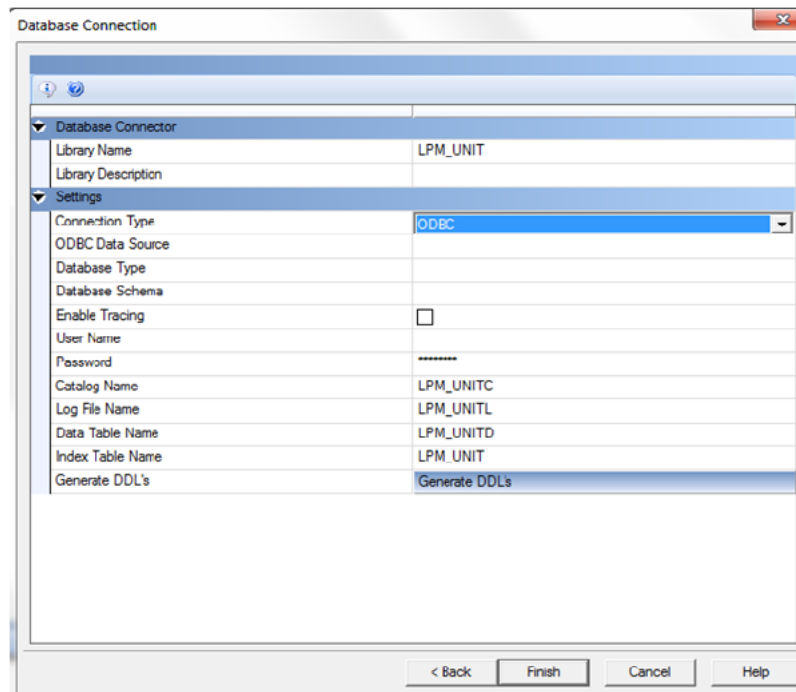 Database Connection
Database Connector
Library Name LPM_UNIT
Library Description
Settings
Connection Type ODBC
ODBC Data Source
Database Type
Database Schema
Enable Tracing
User Name
Password ********
Catalog Name LPM_UNITC
Log File Name LPM_UNITL
Data Table Name LPM_UNITD
Index Table Name LPM_UNIT
Generate DDL's Generate DDL's
< Back Finish Cancel Help